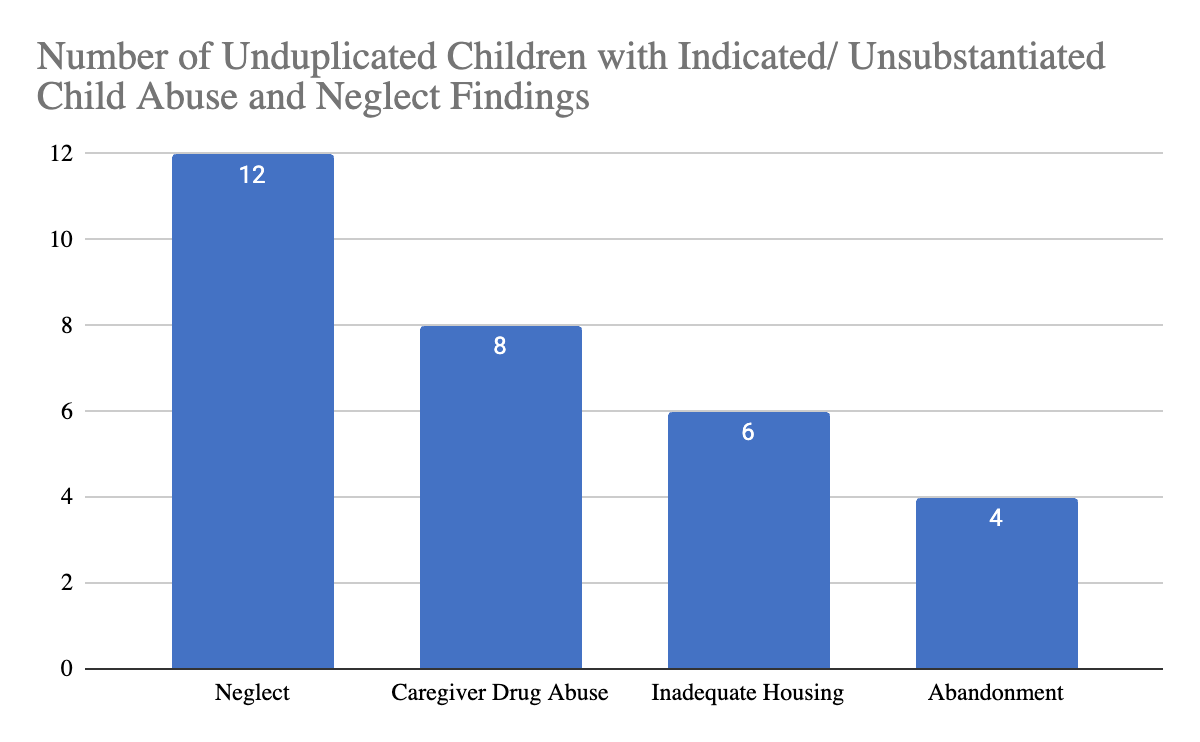 Number of Unduplicated Children with Indicated/ Unsubstantiated
Child Abuse and Neglect Findings
12
10
8
6
4
2
0
12
8
6
4
Neglect
Caregiver Drug Abuse
Inadequate Housing
Abandonment